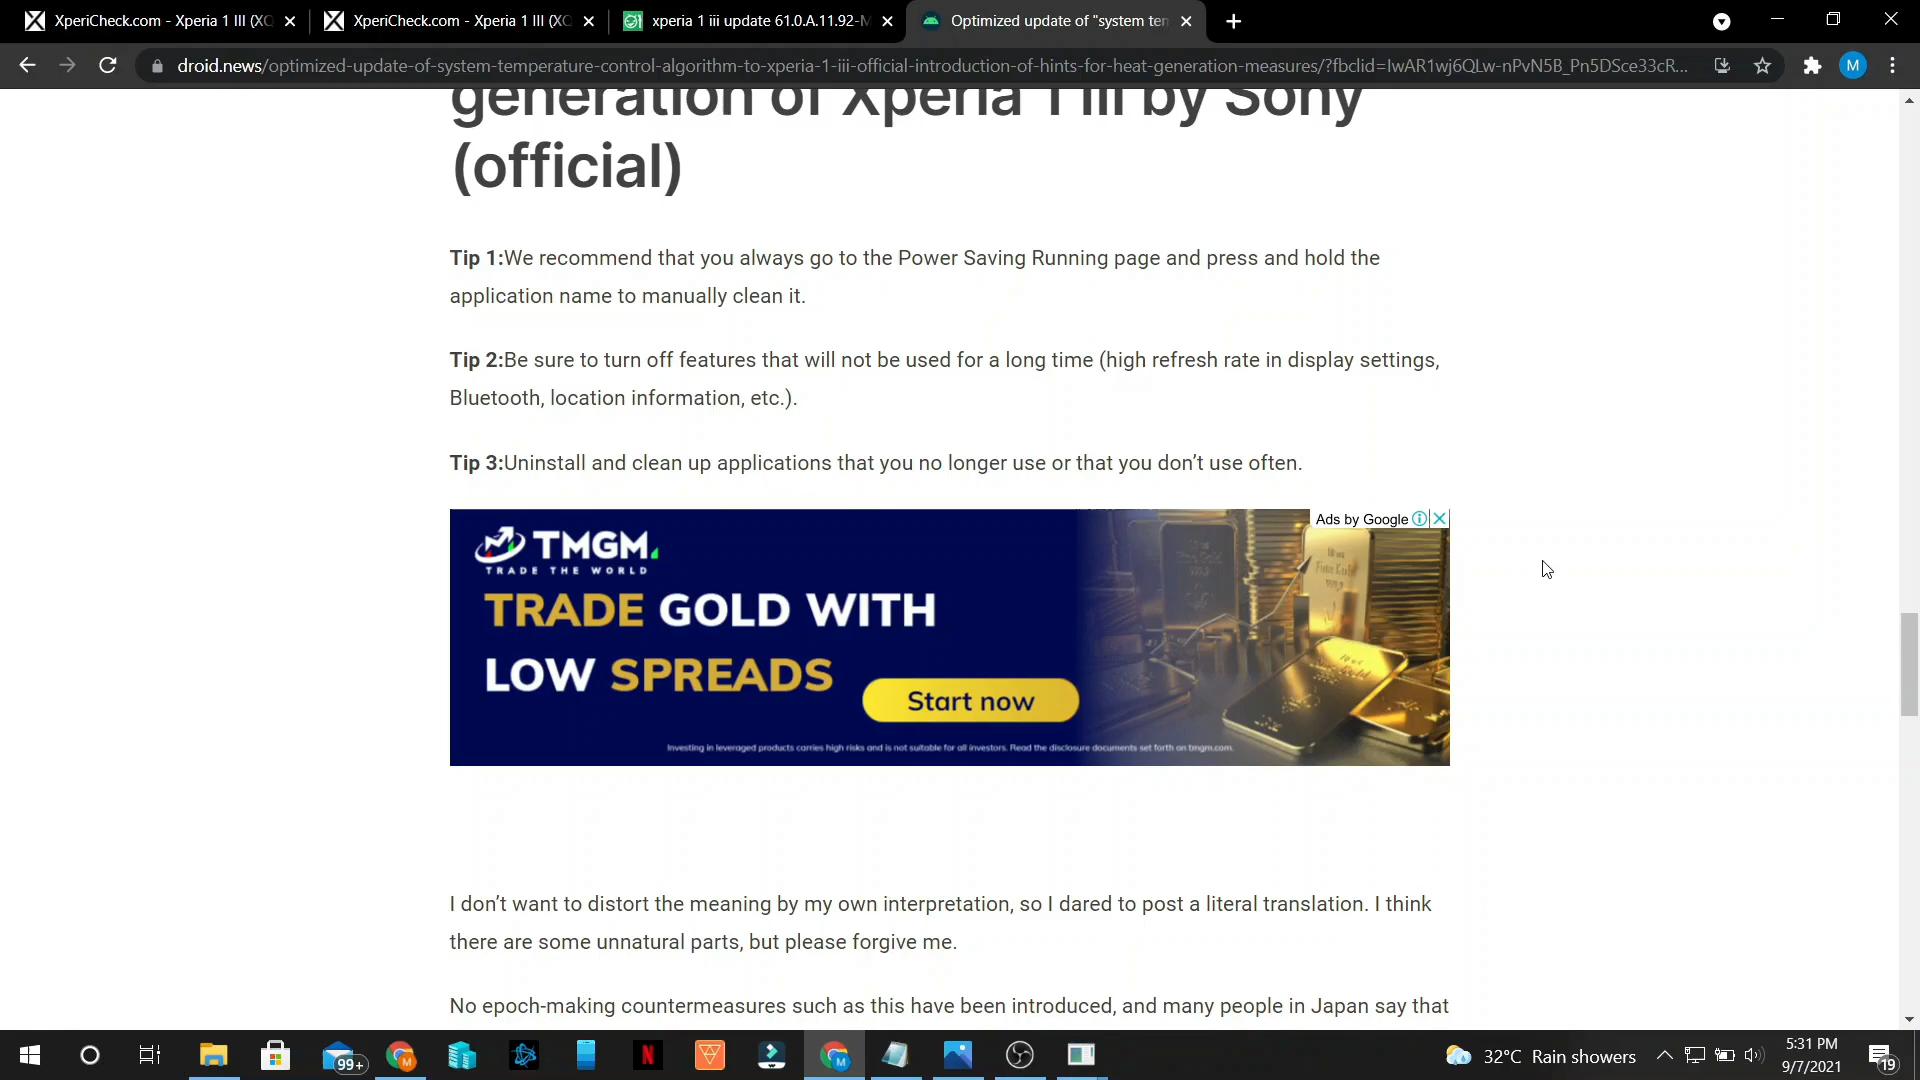 XperiCheck.com - Xperia 1 III (XQ
XperiCheck.com - Xperia 1 III (XQ
xperia 1 iii update 61.0.A.11.92-M
Optimized update of "system tem
droid.news/optimized-update-of-system-temperature-control-algorithm-to-xperia-1-iii-official-introduction-of-hints-for-heat-generation-measures/?fbclid=IwAR1wj6QLw-nPvN5B_Pn5DSce33cR...
M
generation of Xperia 1 III by Sony
(official)
Tip 1:We recommend that you always go to the Power Saving Running page and press and hold the
application name to manually clean it.
Tip 2:Be sure to turn off features that will not be used for a long time (high refresh rate in display settings,
Bluetooth, location information, etc.).
Tip 3:Uninstall and clean up applications that you no longer use or that you don't use often.
Ads by Google
TMGM
TRADE THE WORLD
TRADE GOLD WITH
LOW SPREADS
Start now
Investing in leveraged products carries high risks and is not suitable for all investors. Read the disclosure documents set forth on tmgm.com.
I don't want to distort the meaning by my own interpretation, so I dared to post a literal translation. I think
there are some unnatural parts, but please forgive me.
No epoch-making countermeasures such as this have been introduced, and many people in Japan say that
99+
32°C Rain showers
5:31 PM
9/7/2021
19